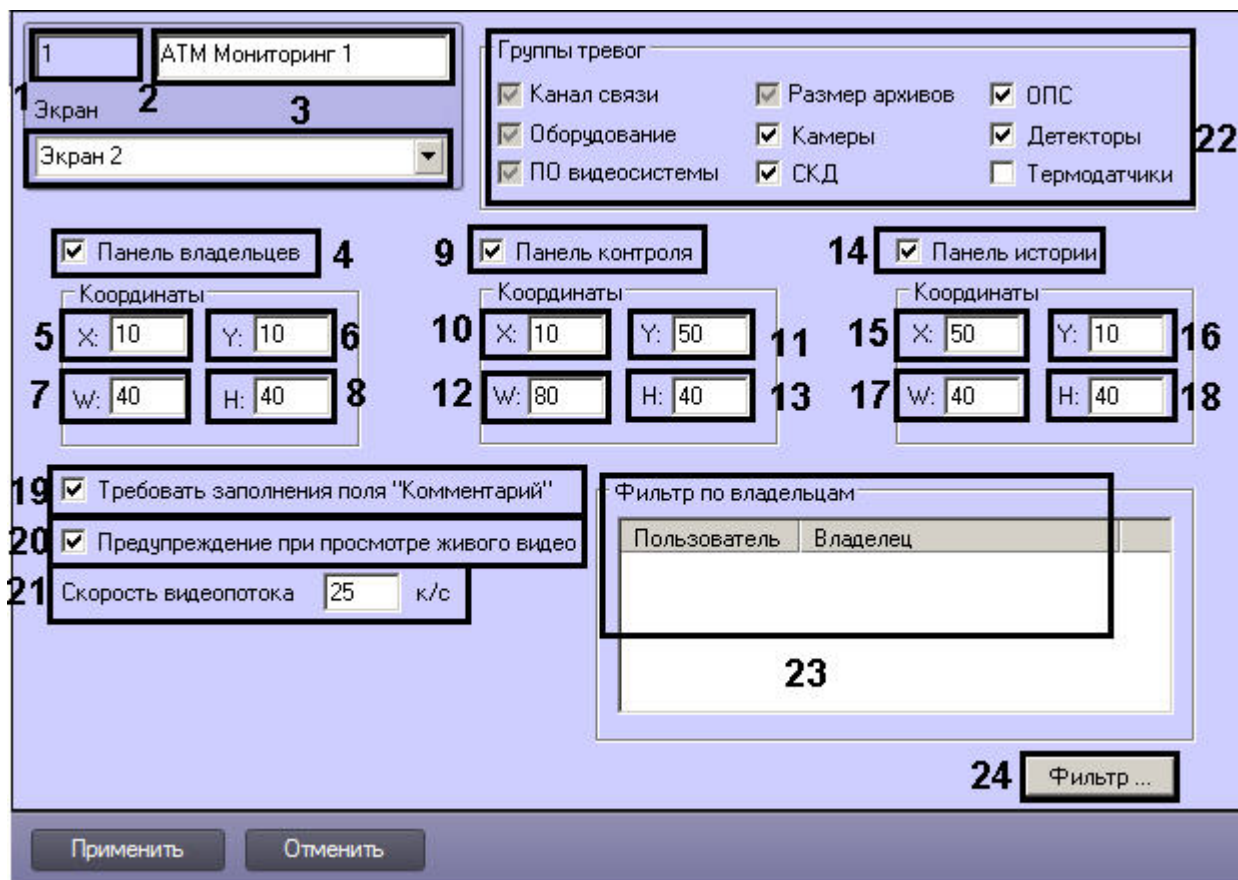 1 АТМ Мониторинг 1
1 2 3
Экран
Экран 2
Группы тревог
Канал связи Размер архивов ОПС
Оборудование Камеры Детекторы
ПО видеосистемы СКД Термодатчики
22
Панель владельцев 4
9 Панель контроля
14 Панель истории
Координаты
5 X: 10 Y: 10 6
7 W: 40 H: 40 8
Координаты
10 X: 10 Y: 50 11
12 W: 80 H: 40 13
Координаты
15 X: 50 Y: 10 16
17 W: 40 H: 40 18
19 Требовать заполнения поля "Комментарий"
20 Предупреждение при просмотре живого видео
21 Скорость видеопотока 25 к/с
Фильтр по владельцам
Пользователь Владелец
23
24 Фильтр ...
Применить Отменить